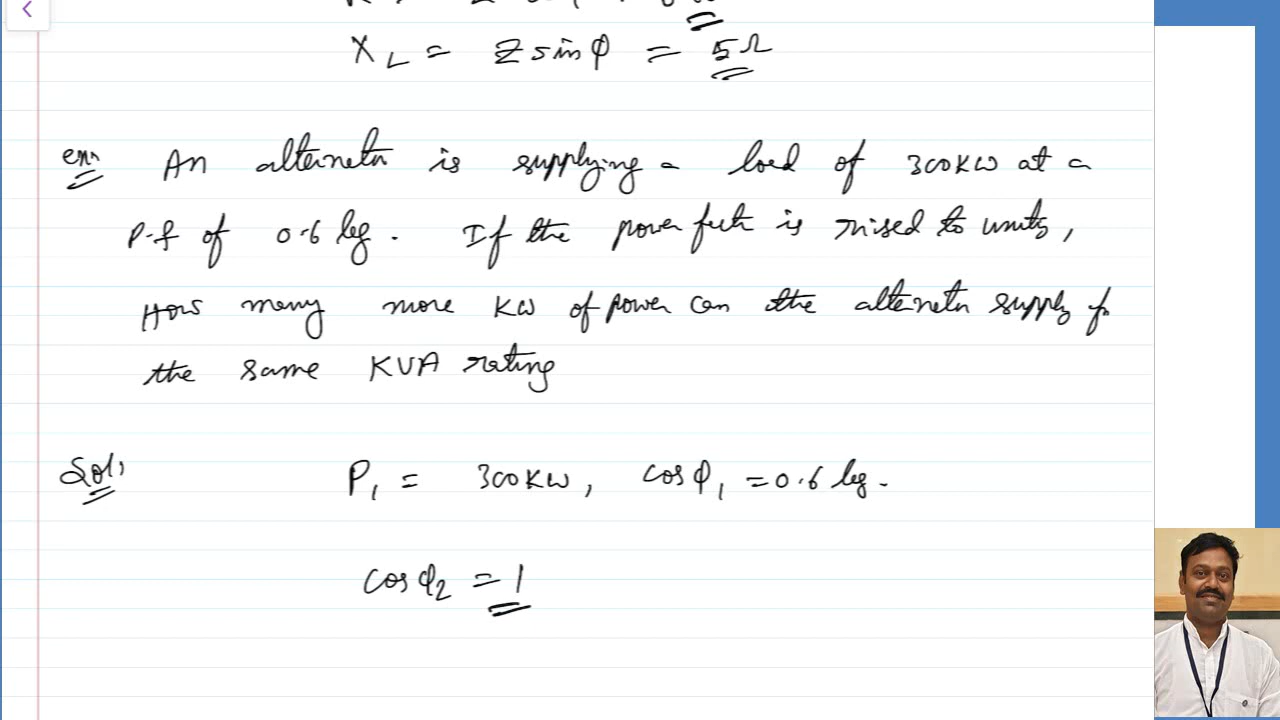 X_L = Z sin φ = 5 Ω
ex:- An alternator is supplying a load of 300KW at a
P.f of 0.6 lag. If the power factor is raised to unity,
How many more KW of power can the alternator supply for
the same KVA rating
Sol:- P₁ = 300KW, cos φ₁ = 0.6 lag.
cos φ₂ = 1